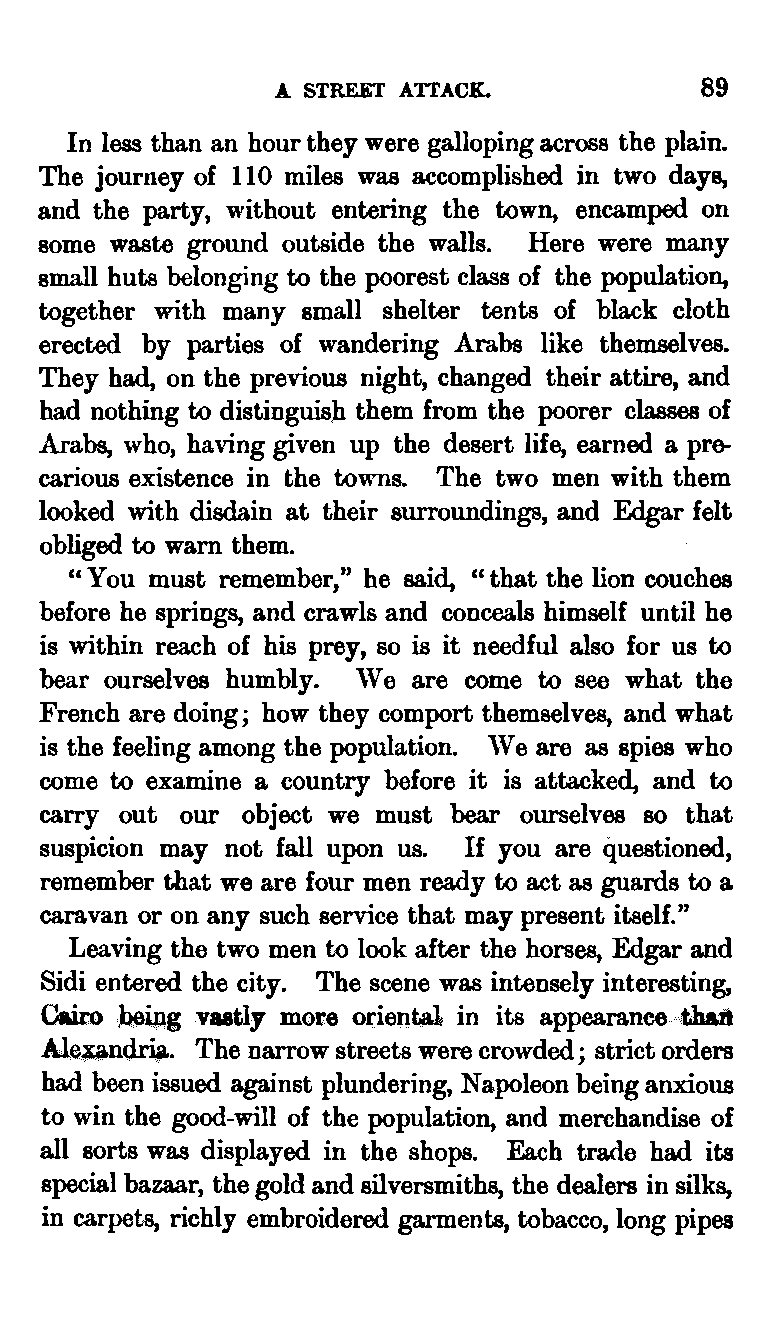 A STREET ATTACK. 89
In less than an hour they were galloping across the plain.
The journey of 110 miles was accomplished in two days,
and the party, without entering the town, encamped on
some waste ground outside the walls. Here were many
small huts belonging to the poorest class of the population,
together with many small shelter tents of black cloth
erected by parties of wandering Arabs like themselves.
They had, on the previous night, changed their attire, and
had nothing to distinguish them from the poorer classes of
Arabs, who, having given up the desert life, earned a pre-
carious existence in the towns. The two men with them
looked with disdain at their surroundings, and Edgar felt
obliged to warn them.
“You must remember,” he said, “that the lion couches
before he springs, and crawls and conceals himself until he
is within reach of his prey, so is it needful also for us to
bear ourselves humbly. We are come to see what the
French are doing; how they comport themselves, and what
is the feeling among the population. We are as spies who
come to examine a country before it is attacked, and to
carry out our object we must bear ourselves so that
suspicion may not fall upon us. If you are questioned,
remember that we are four men ready to act as guards to a
caravan or on any such service that may present itself.”
Leaving the two men to look after the horses, Edgar and
Sidi entered the city. The scene was intensely interesting,
Cairo being vastly more oriental in its appearance than
Alexandria. The narrow streets were crowded; strict orders
had been issued against plundering, Napoleon being anxious
to win the good-will of the population, and merchandise of
all sorts was displayed in the shops. Each trade had its
special bazaar, the gold and silversmiths, the dealers in silks,
in carpets, richly embroidered garments, tobacco, long pipes